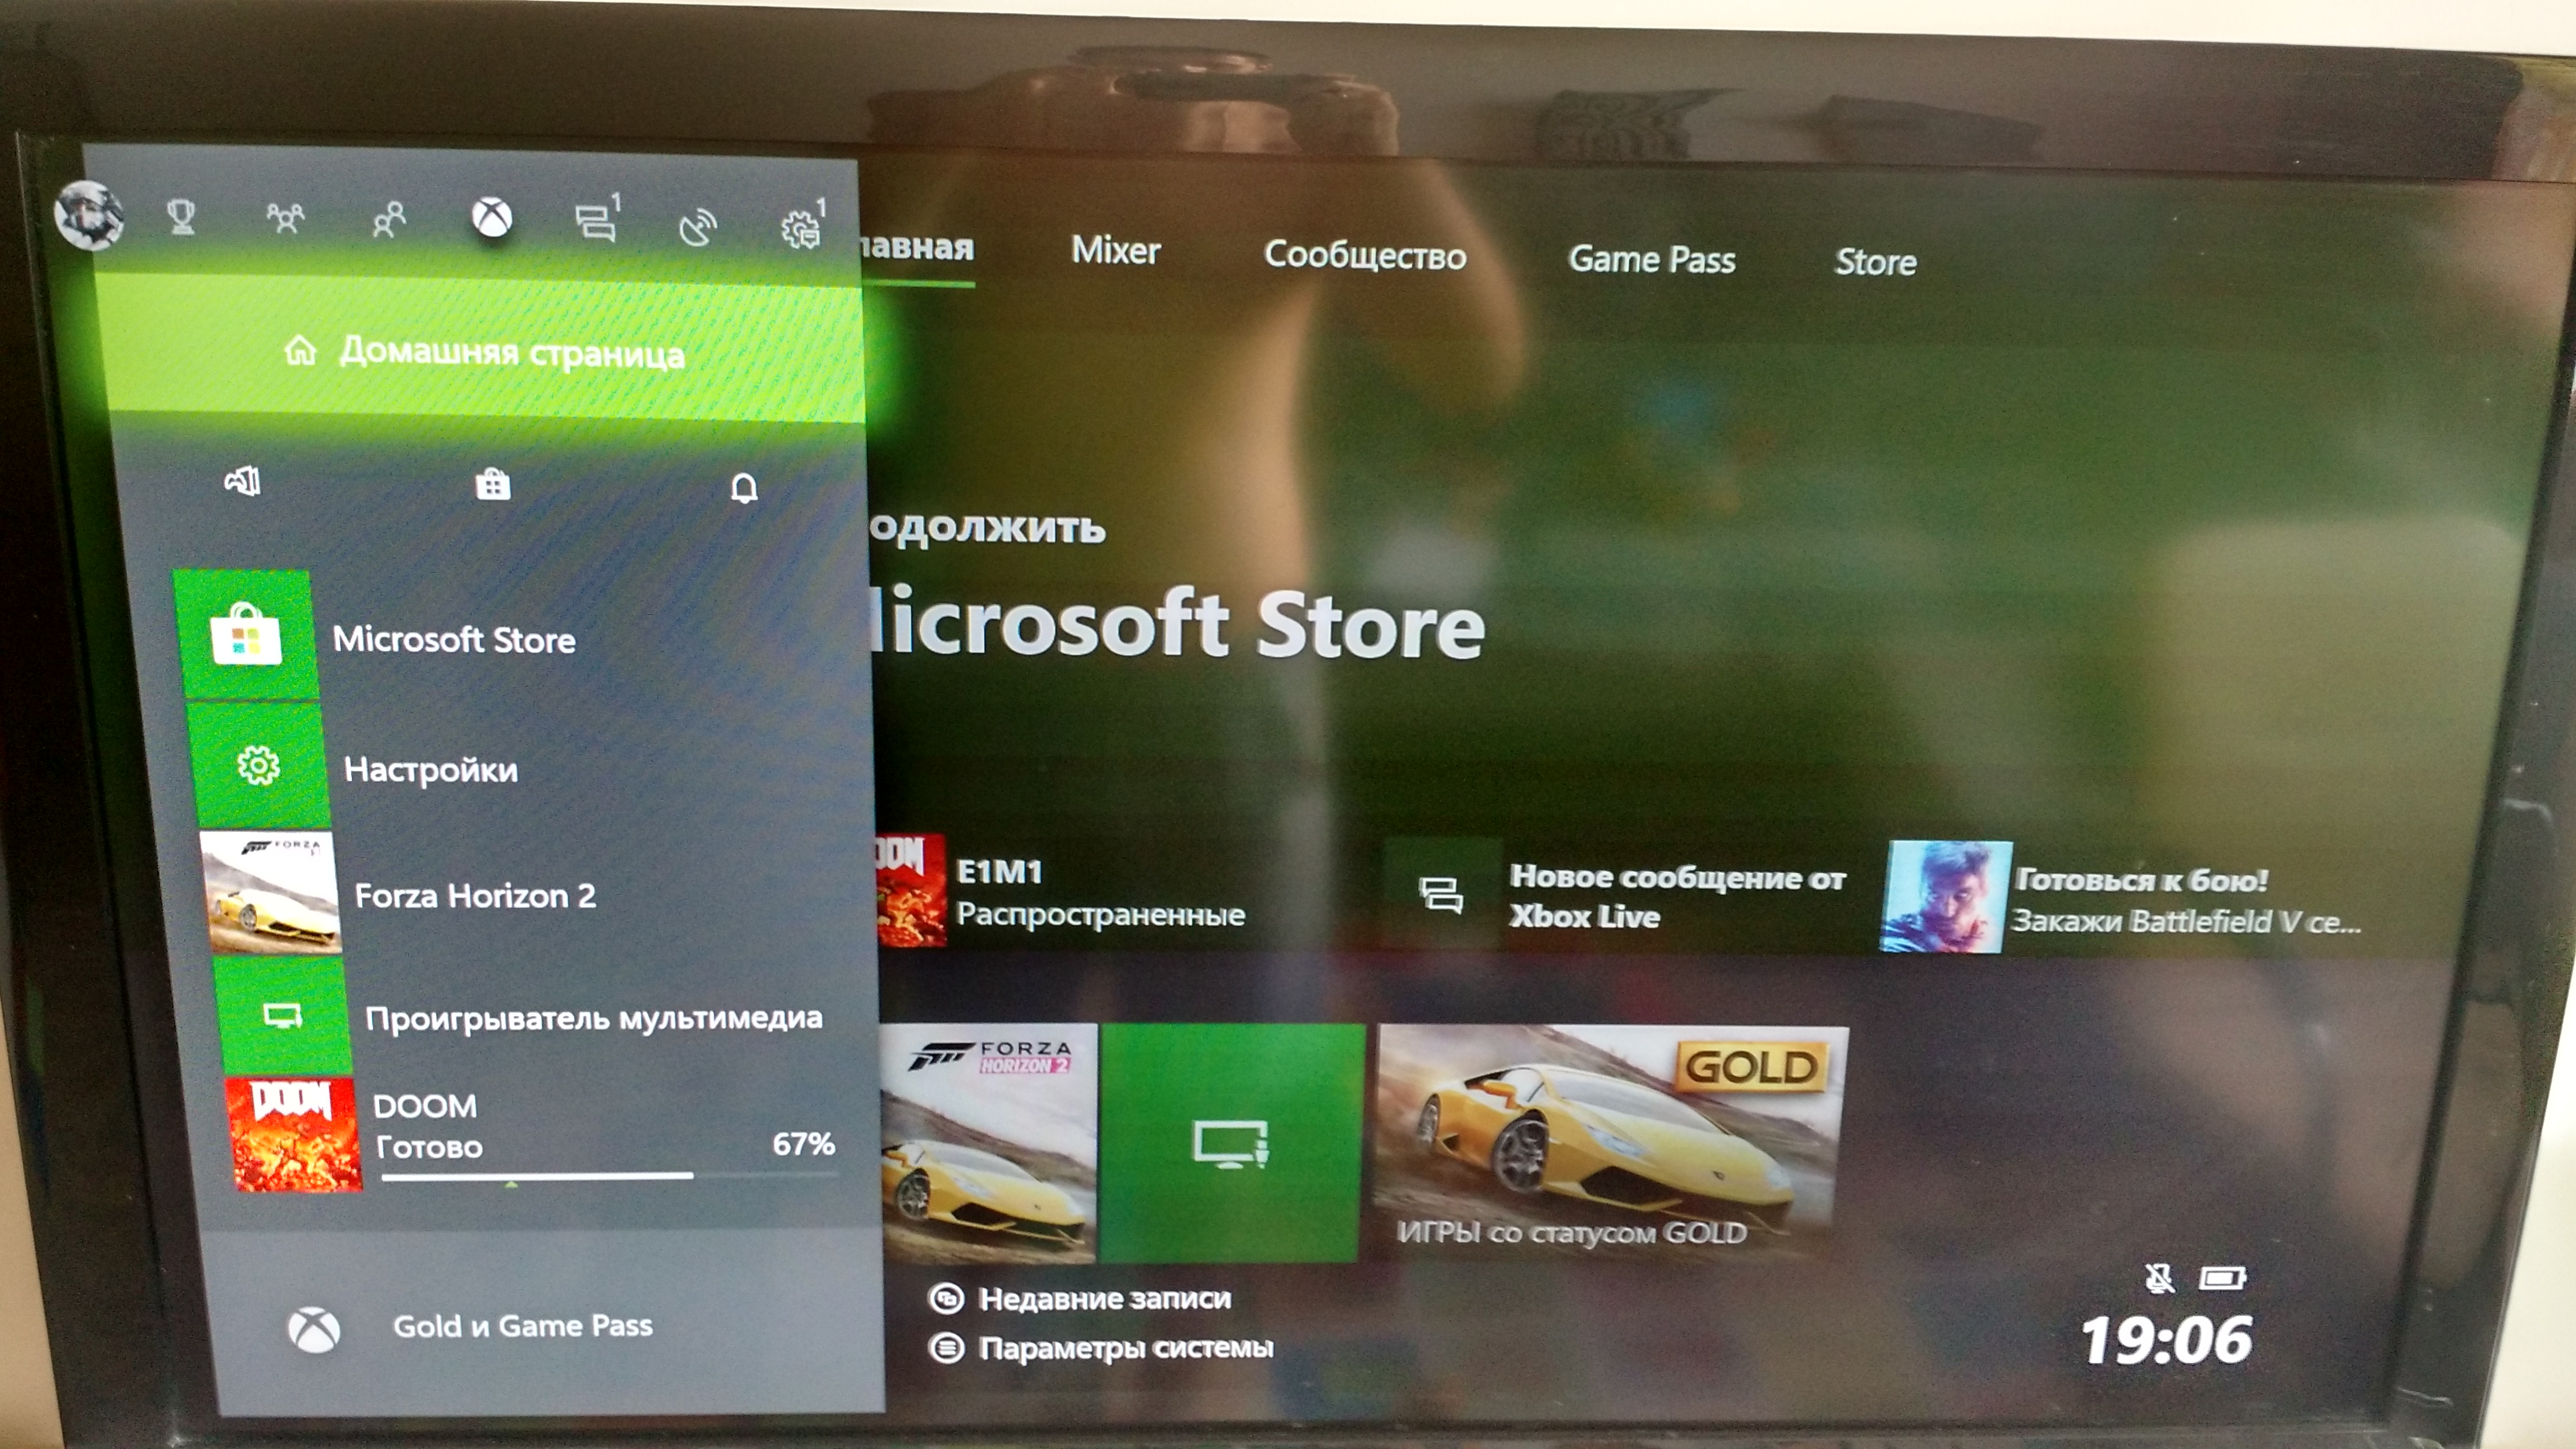 1
1
лавная
Mixer
Сообщество
Game Pass
Store
Домашняя страница
одолжить
icrosoft Store
Microsoft Store
Настройки
FORZA
Forza Horizon 2
Проигрыватель мультимедиа
DOOM
DOOM
Готово
67%
Gold и Game Pass
OOM
E1M1
Распространенные
Новое сообщение от
Xbox Live
Готовься к бою!
Закажи Battlefield V се...
FORZA
HORIZON 2
GOLD
ИГРЫ со статусом GOLD
Недавние записи
Параметры системы
19:06